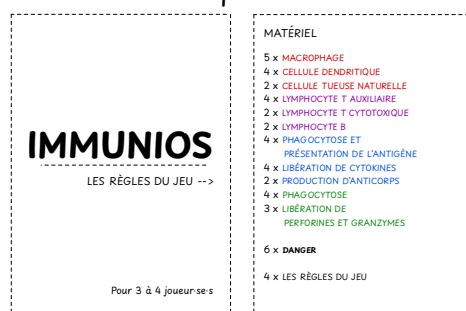 IMMUNIOS
LES RÈGLES DU JEU -->
Pour 3 à 4 joueur·se·s
MATÉRIEL
5 x MACROPHAGE
4 x CELLULE DENDRITIQUE
2 x CELLULE TUEUSE NATURELLE
4 x LYMPHOCYTE T AUXILIAIRE
2 x LYMPHOCYTE T CYTOTOXIQUE
2 x LYMPHOCYTE B
4 x PHAGOCYTOSE ET
PRÉSENTATION DE L'ANTIGÈNE
4 x LIBÉRATION DE CYTOKINES
2 x PRODUCTION D'ANTICORPS
4 x PHAGOCYTOSE
3 x LIBÉRATION DE
PERFORINES ET GRANZYMES
6 x DANGER
4 x LES RÈGLES DU JEU